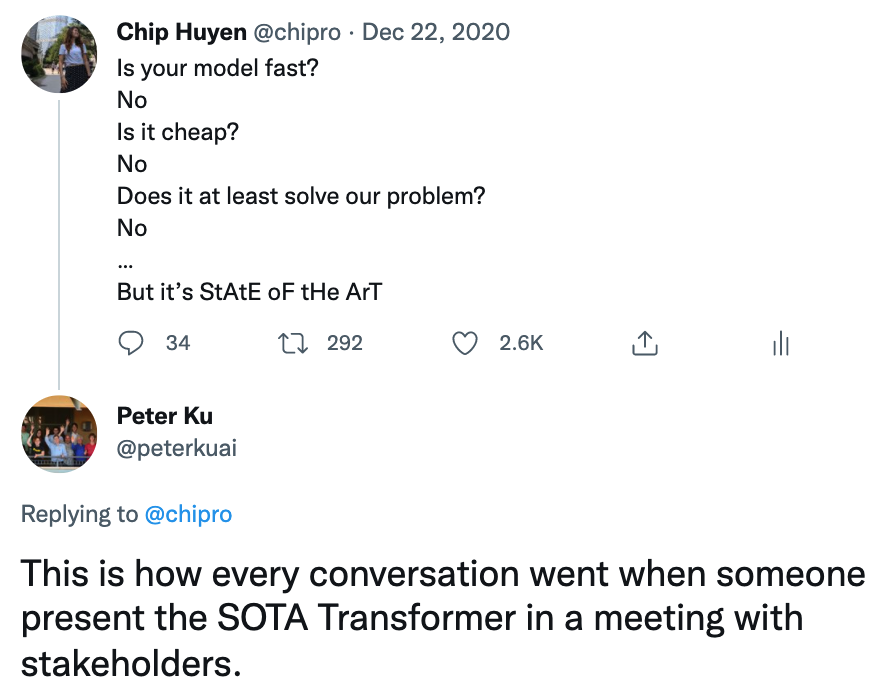 Chip Huyen @chipro · Dec 22, 2020
Is your model fast?
No
Is it cheap?
No
Does it at least solve our problem?
No
...
But it’s StAtE oF tHe ArT
34 292 2.6K
Peter Ku
@peterkuai
Replying to @chipro
This is how every conversation went when someone
present the SOTA Transformer in a meeting with
stakeholders.